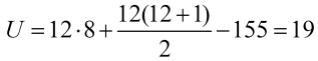 U = 12·8 + 12(12+1)/2 − 155 = 19